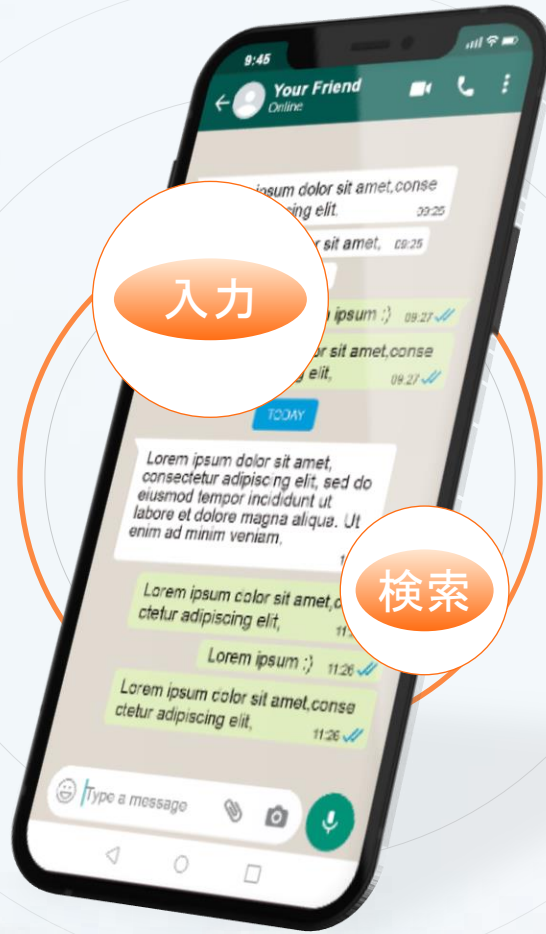 9:45
Your Friend
Online
ipsum dolor sit amet,conse
cing elit.
09:25
sit amet,
09:25
入力
ipsum :)
09:27
sit amet,conse
elit,
09:27
TODAY
Lorem ipsum dolor sit amet,
consectetur adipiscing elit, sed do
eiusmod tempor incididunt ut
labore et dolore magna aliqua. Ut
enim ad minim veniam,
検索
Lorem ipsum color sit amet,c
ctetur adipiscing elit,
Lorem ipsum :)
11:26
Lorem ipsum color sit amet,conse
ctetur adipiscing elit,
11:26
Type a message